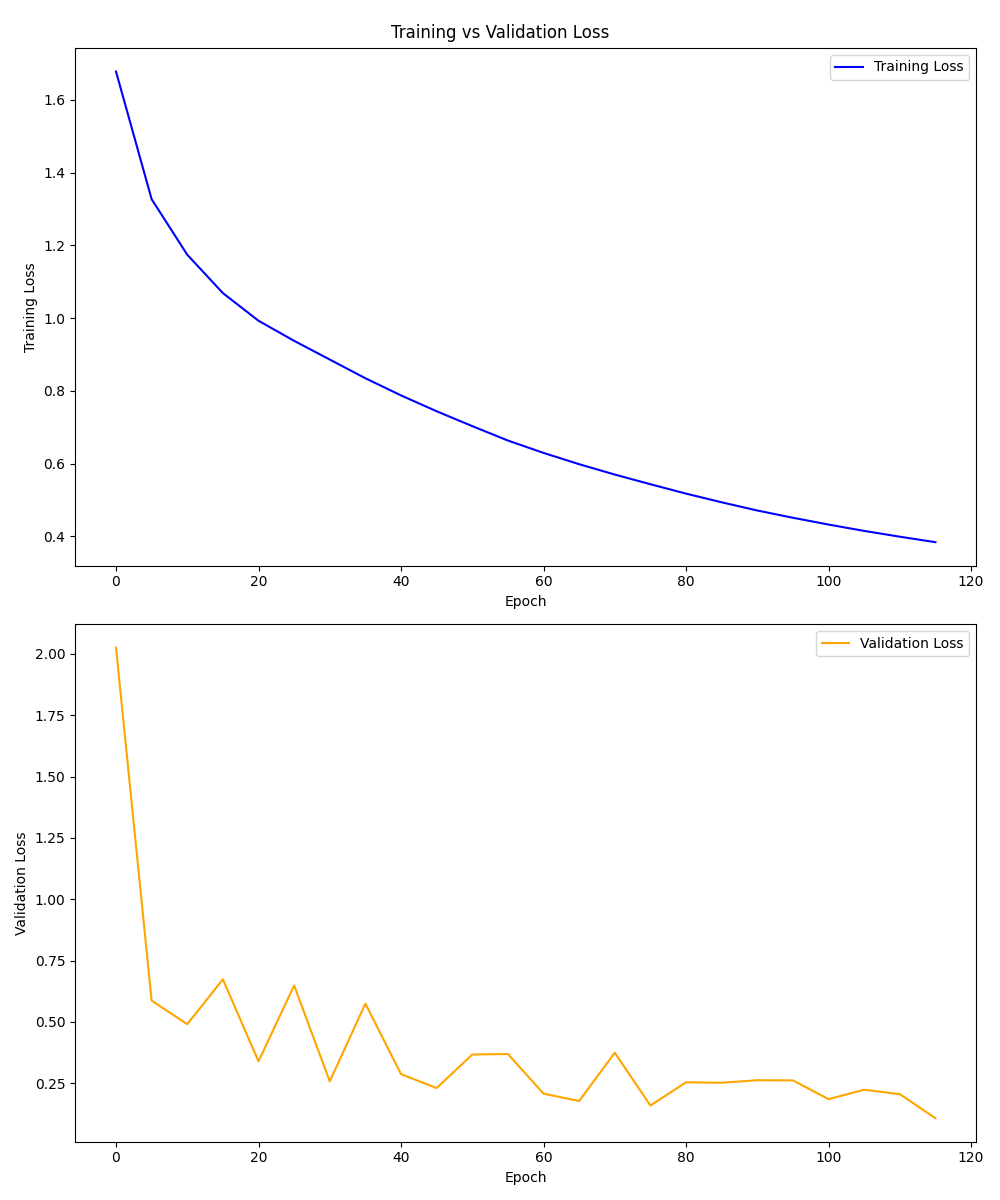 Training vs Validation Loss
Training Loss
1.6
1.4
1.2
1.0
0.8
0.6
0.4
Training Loss
0 20 40 60 80 100 120
Epoch
Validation Loss
2.00
1.75
1.50
1.25
1.00
0.75
0.50
0.25
Validation Loss
0 20 40 60 80 100 120
Epoch